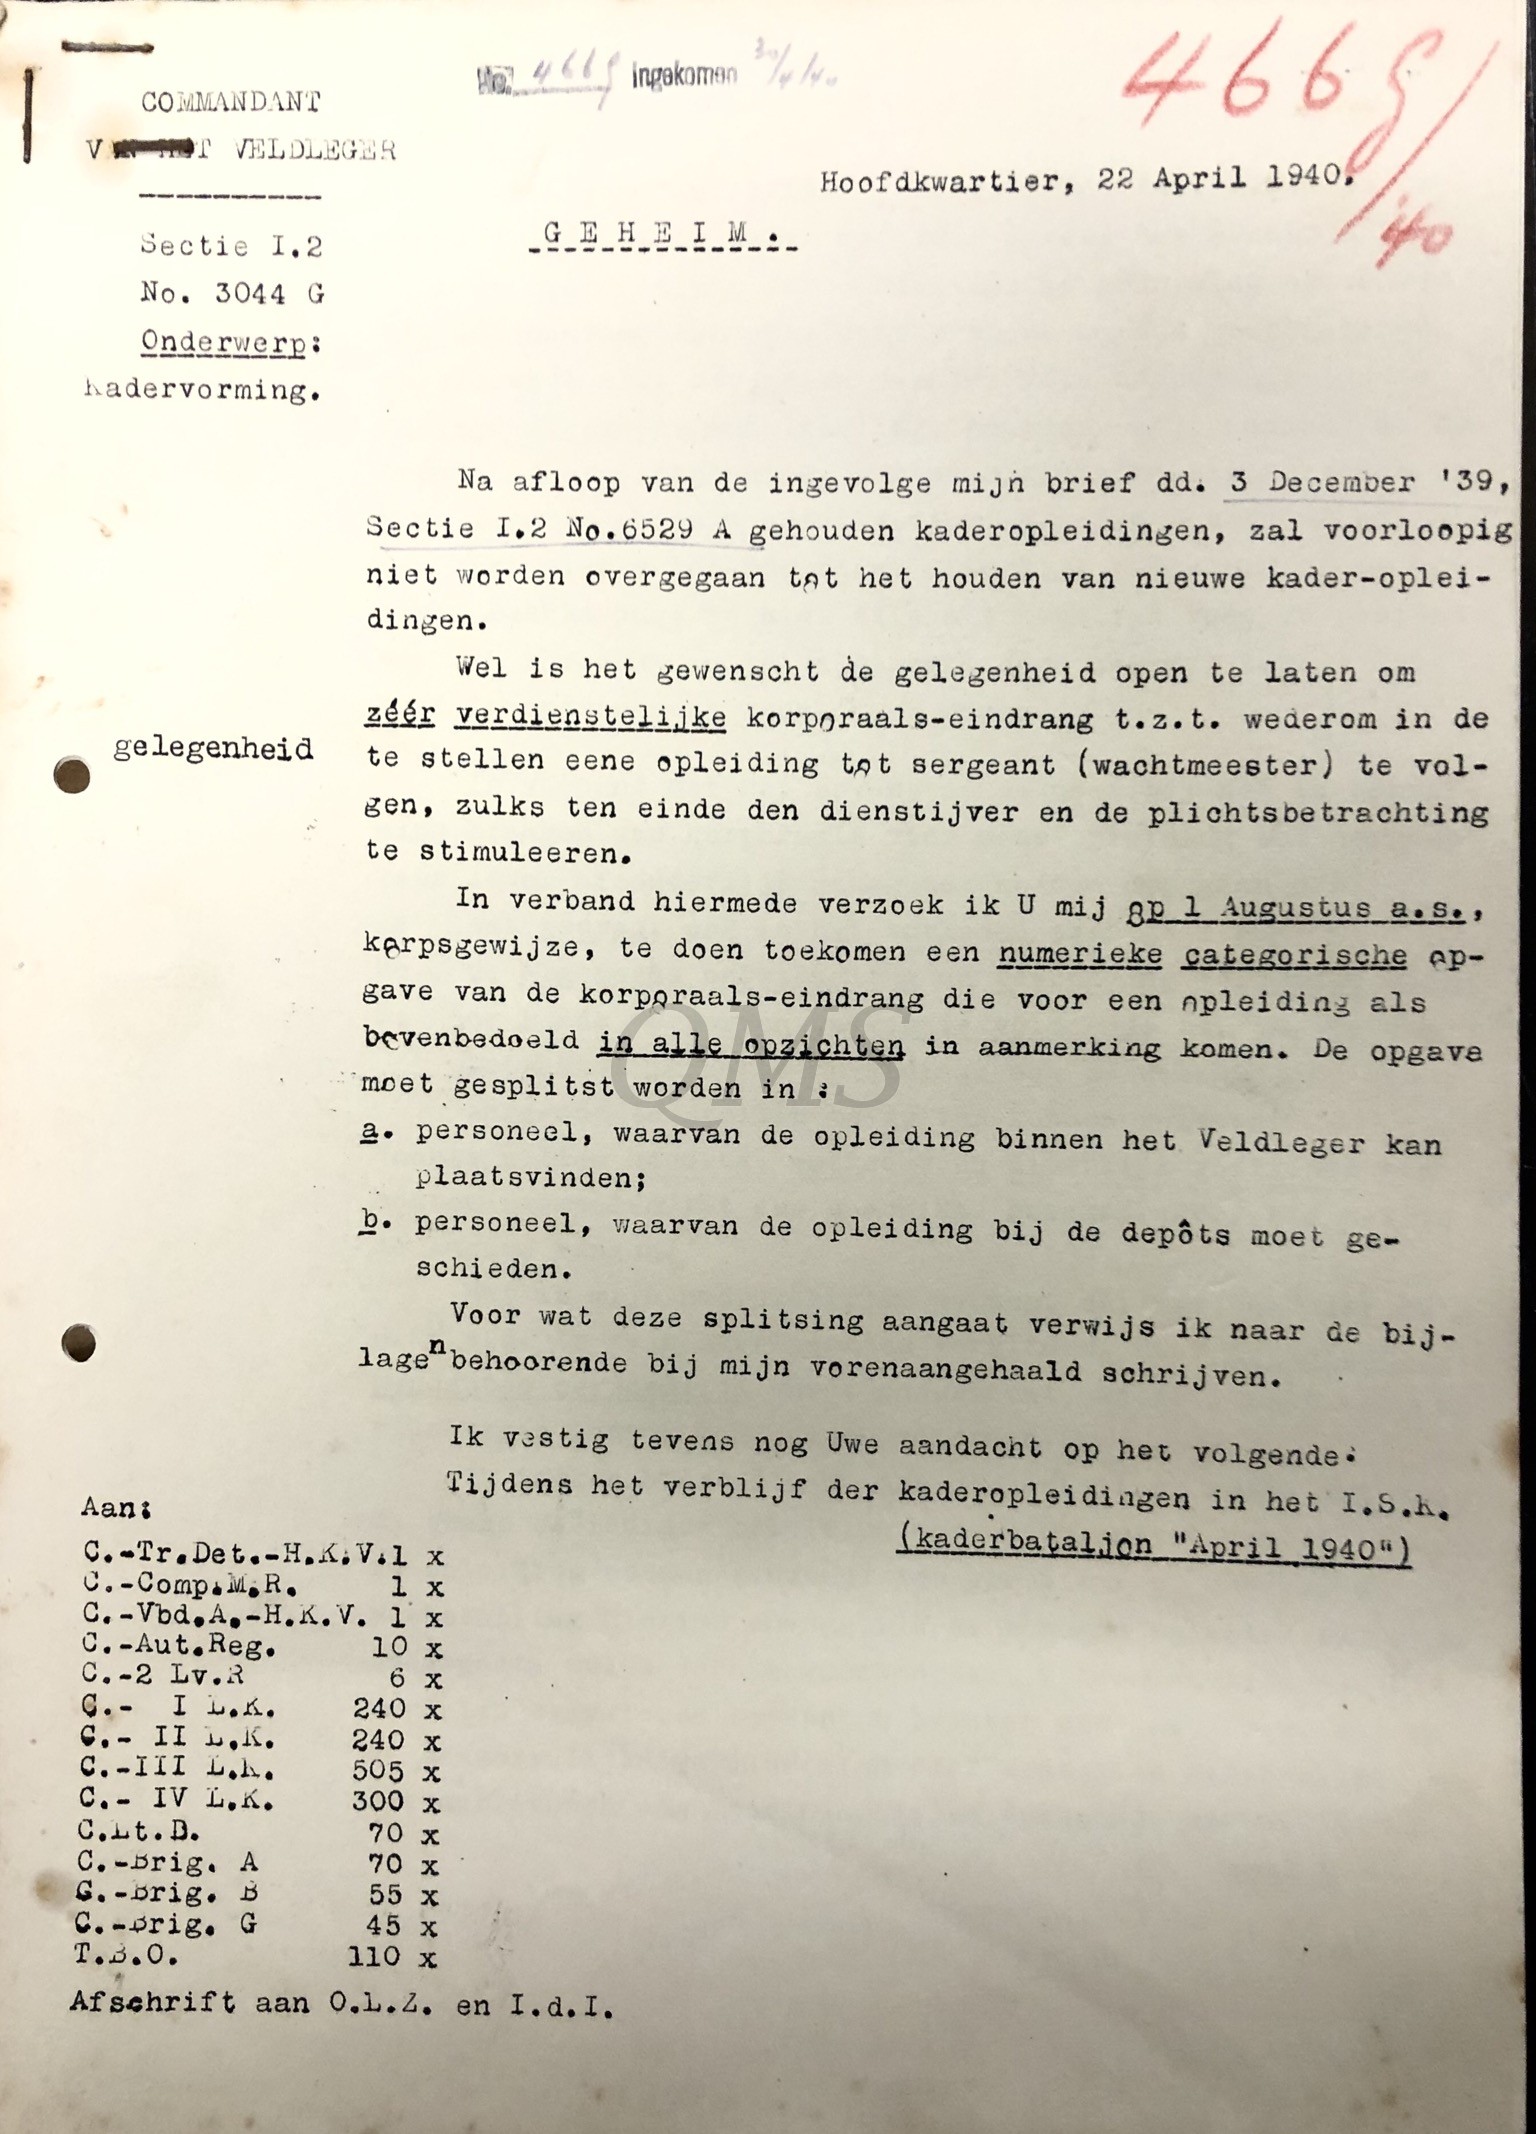 No. 466g Ingekomen 30/4/40
466g/'40
COMMANDANT
VAN HET VELDLEGER
Hoofdkwartier, 22 April 1940.
G E H E I M .
Sectie I.2
No. 3044 G
Onderwerp:
Kadervorming.
Na afloop van de ingevolge mijn brief dd. 3 December '39,
Sectie I.2 No.6529 A gehouden kaderopleidingen, zal voorloopig
niet worden overgegaan tot het houden van nieuwe kader-oplei-
dingen.
Wel is het gewenscht de gelegenheid open te laten om
zéér verdienstelijke korporaals-eindrang t.z.t. wederom in de
gelegenheid
te stellen eene opleiding tot sergeant (wachtmeester) te vol-
gen, zulks ten einde den dienstijver en de plichtsbetrachting
te stimuleeren.
In verband hiermede verzoek ik U mij op 1 Augustus a.s.,
korpsgewijze, te doen toekomen een numerieke categorische op-
gave van de korporaals-eindrang die voor een opleiding als
bovenbedoeld in alle opzichten in aanmerking komen. De opgave
moet gesplitst worden in :
a. personeel, waarvan de opleiding binnen het Veldleger kan
plaatsvinden;
b. personeel, waarvan de opleiding bij de depôts moet ge-
schieden.
Voor wat deze splitsing aangaat verwijs ik naar de bij-
lagen behoorende bij mijn vorenaangehaald schrijven.
Ik vestig tevens nog Uwe aandacht op het volgende:
Tijdens het verblijf der kaderopleidingen in het I.S.K.
(kaderbataljon "April 1940")
Aan:
C.-Tr.Det.-H.K.V. 1 x
C.-Comp.M.R. 1 x
C.-Vbd.A.-H.K.V. 1 x
C.-Aut.Reg. 10 x
C.-2 Lv.R 6 x
C.- I L.K. 240 x
C.- II L.K. 240 x
C.-III L.K. 505 x
C.- IV L.K. 300 x
C.Lt.D. 70 x
C.-Brig. A 70 x
C.-Brig. B 55 x
C.-Brig. G 45 x
T.B.O. 110 x
Afschrift aan O.L.Z. en I.d.I.
QMS